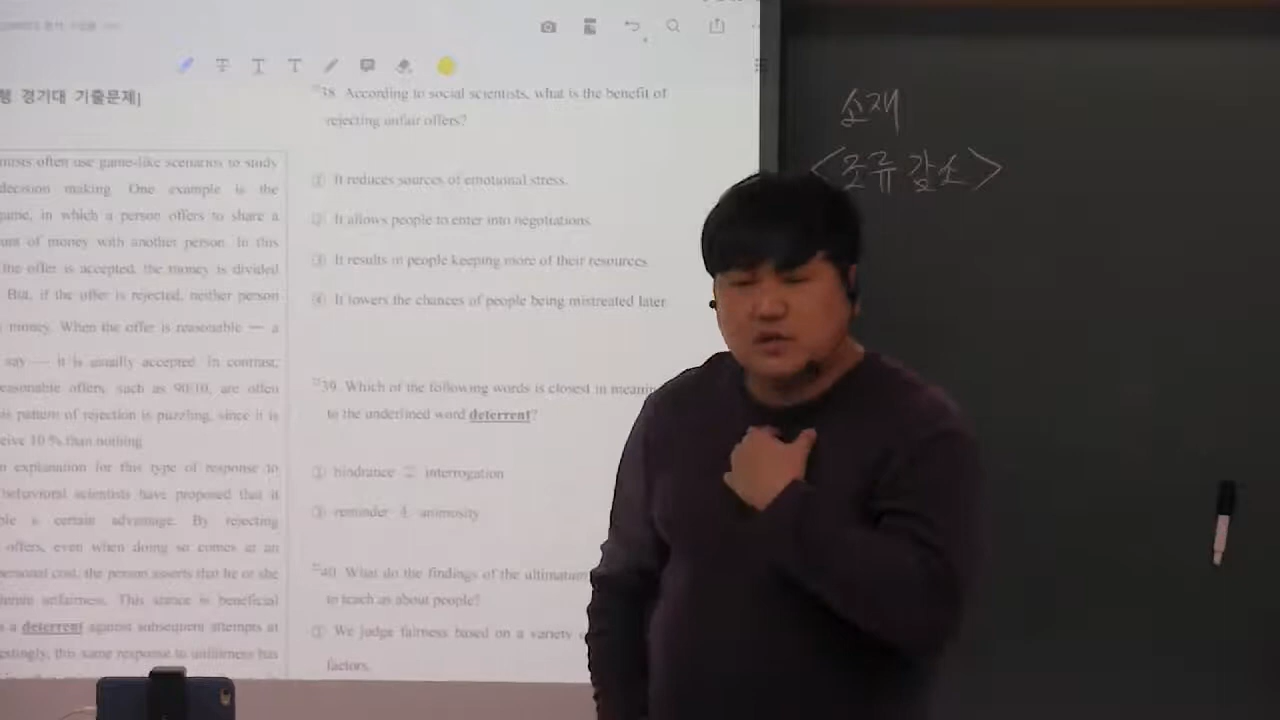 행 경기대 기출문제]
often use game-like scenarios to study
decision making. One example is the
in which a person offers to share a
of money with another person. In this
the offer is accepted, the money is divided
But, if the offer is rejected, neither person
money. When the offer is reasonable — a
say — it is usually accepted. In contrast,
offers, such as 90/10, are often
pattern of rejection is puzzling, since it is
10 % than nothing
explanation for this type of response to
behavioral scientists have proposed that it
a certain advantage. By rejecting
offers, even when doing so comes at an
personal cost, the person asserts that he or she
unfairness. This stance is beneficial
a deterrent against subsequent attempts at
this same response to unfairness has
38. According to social scientists, what is the benefit of
rejecting unfair offers?
① It reduces sources of emotional stress.
② It allows people to enter into negotiations.
③ It results in people keeping more of their resources.
④ It lowers the chances of people being mistreated later.
39. Which of the following words is closest in
to the underlined word deterrent?
① hindrance ② interrogation
③ reminder ④ animosity
40. What do the findings of the ultimatum
to teach us about people?
① We judge fairness based on a variety
factors.
소재
<조류 감소>